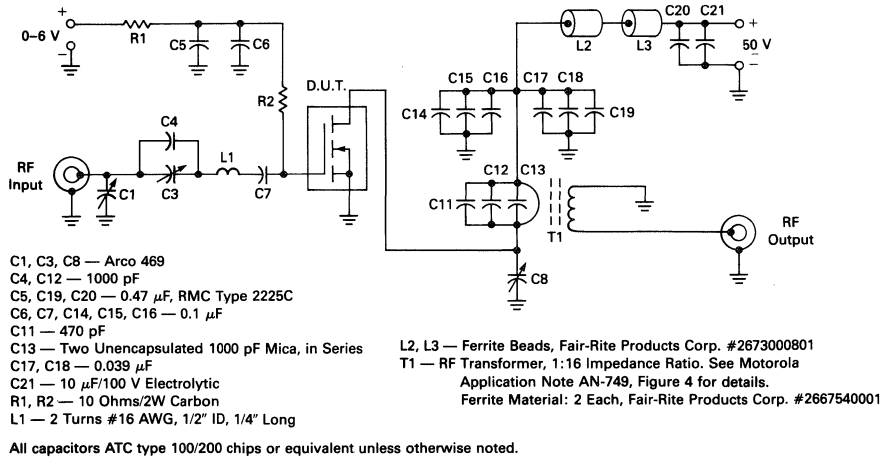 +
0–6 V
−
R1
C5
C6
R2
D.U.T.
C4
RF
Input
C1
C3
L1
C7
C14
C15
C16
C17
C18
C19
L2
L3
C20
C21
+
50 V
−
C11
C12
C13
T1
C8
RF
Output
C1, C3, C8 — Arco 469
C4, C12 — 1000 pF
C5, C19, C20 — 0.47 μF, RMC Type 2225C
C6, C7, C14, C15, C16 — 0.1 μF
C11 — 470 pF
C13 — Two Unencapsulated 1000 pF Mica, in Series
C17, C18 — 0.039 μF
C21 — 10 μF/100 V Electrolytic
R1, R2 — 10 Ohms/2W Carbon
L1 — 2 Turns #16 AWG, 1/2" ID, 1/4" Long
L2, L3 — Ferrite Beads, Fair-Rite Products Corp. #2673000801
T1 — RF Transformer, 1:16 Impedance Ratio. See Motorola
Application Note AN-749, Figure 4 for details.
Ferrite Material: 2 Each, Fair-Rite Products Corp. #2667540001
All capacitors ATC type 100/200 chips or equivalent unless otherwise noted.